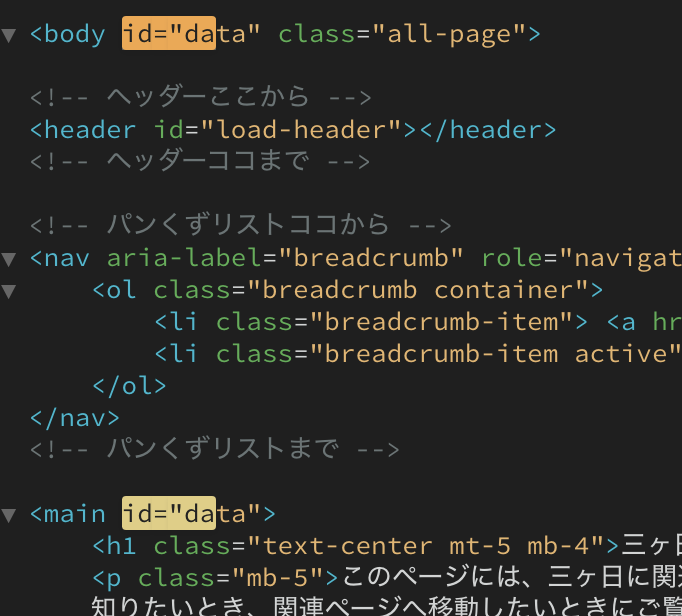 <body id="data" class="all-page">
<!-- ヘッダーここから -->
<header id="load-header"></header>
<!-- ヘッダーココまで -->
<!-- パンくずリストココから -->
<nav aria-label="breadcrumb" role="navigat
<ol class="breadcrumb container">
<li class="breadcrumb-item"> <a hr
<li class="breadcrumb-item active"
</ol>
</nav>
<!-- パンくずリストまで -->
<main id="data">
<h1 class="text-center mt-5 mb-4">三ヶ日
<p class="mb-5">このページには、三ヶ日に関連
知りたいとき、関連ページへ移動したいときにご覧